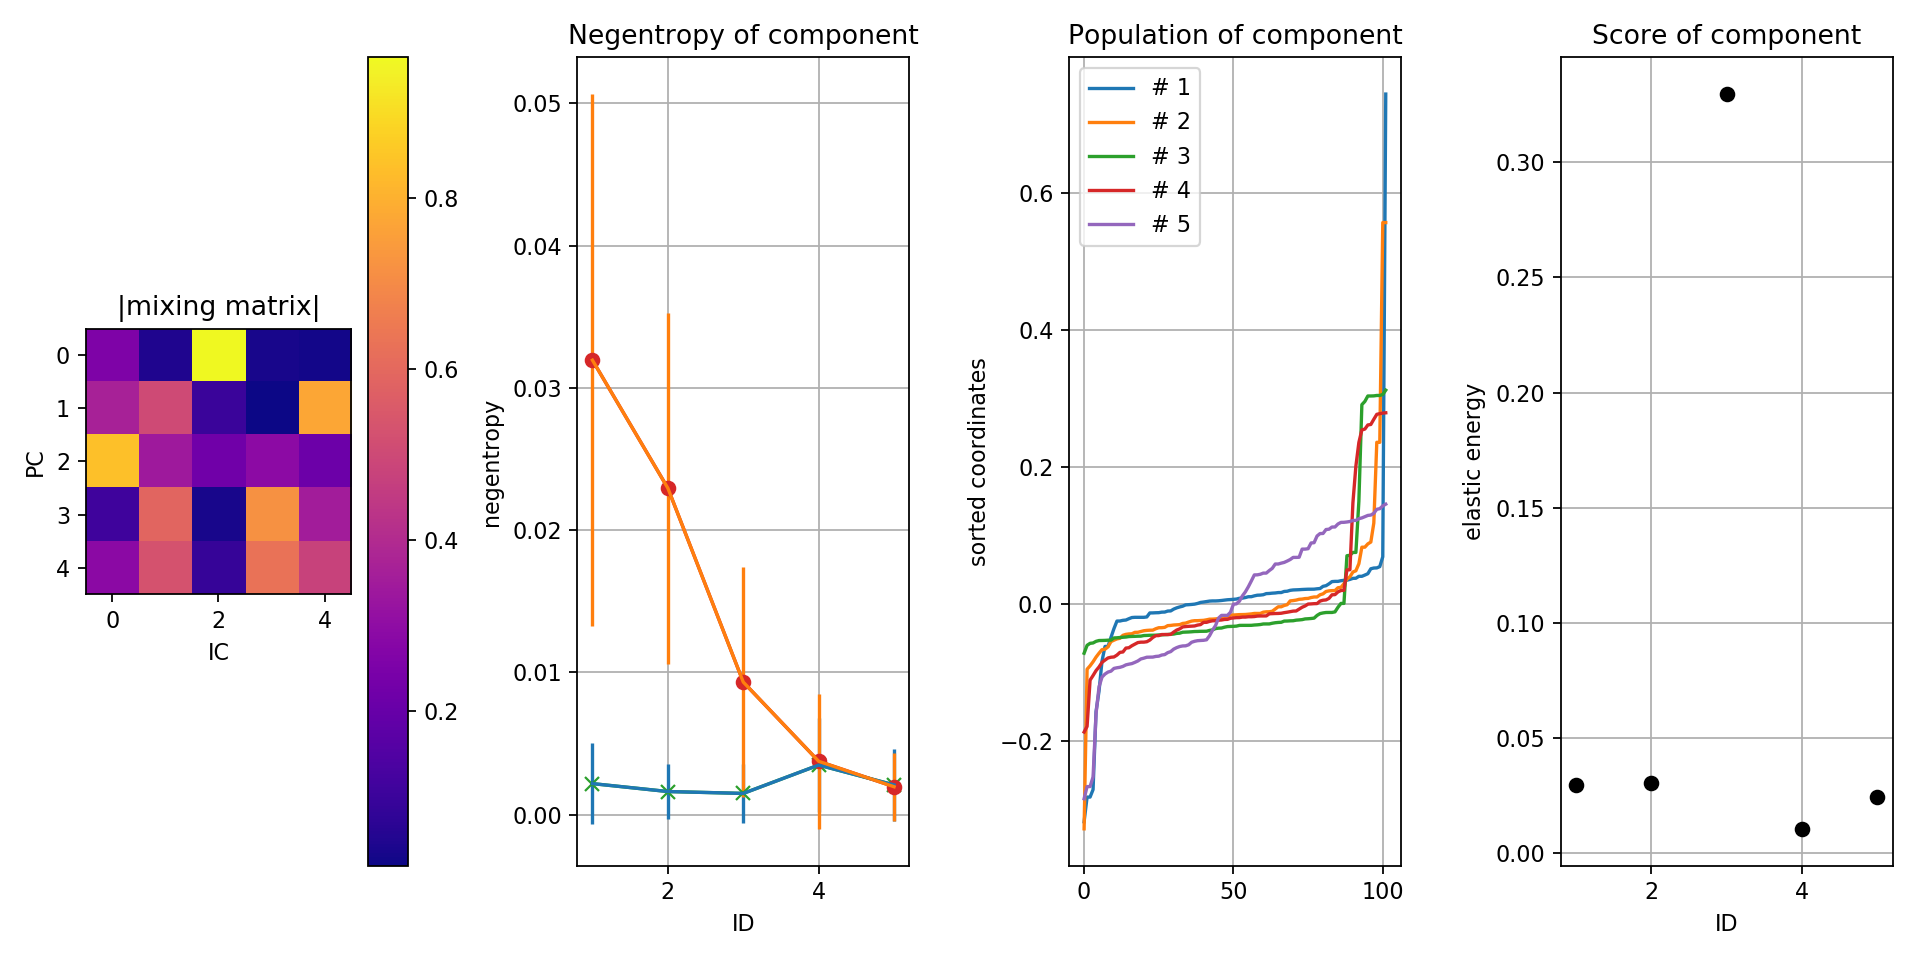 |mixing matrix|
PC
0
1
2
3
4
0 2 4
IC
0.8
0.6
0.4
0.2
Negentropy of component
negentropy
0.05
0.04
0.03
0.02
0.01
0.00
2 4
ID
Population of component
sorted coordinates
# 1
# 2
# 3
# 4
# 5
0.6
0.4
0.2
0.0
−0.2
0 50 100
Score of component
elastic energy
0.30
0.25
0.20
0.15
0.10
0.05
0.00
2 4
ID